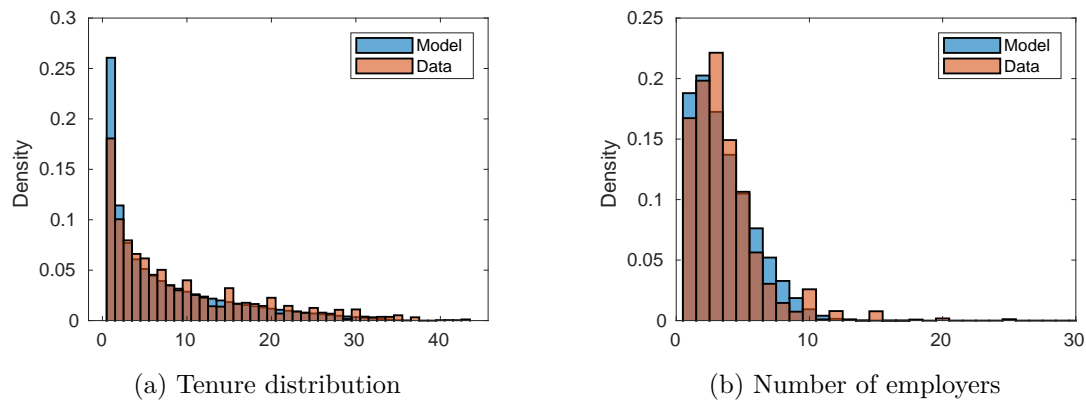 0.3
0.25
0.2
0.15
0.1
0.05
0
Density
0 10 20 30 40
Model
Data
(a) Tenure distribution
0.25
0.2
0.15
0.1
0.05
0
Density
0 10 20 30
Model
Data
(b) Number of employers